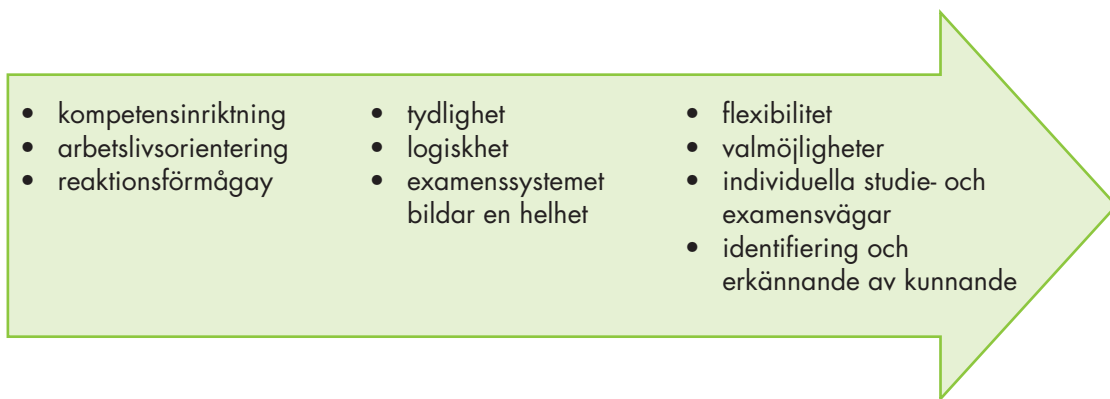 • kompetensinriktning
• arbetslivsorientering
• reaktionsförmågay
• tydlighet
• logiskhet
• examenssystemet
bildar en helhet
• flexibilitet
• valmöjligheter
• individuella studie- och
examensvägar
• identifiering och
erkännande av kunnande